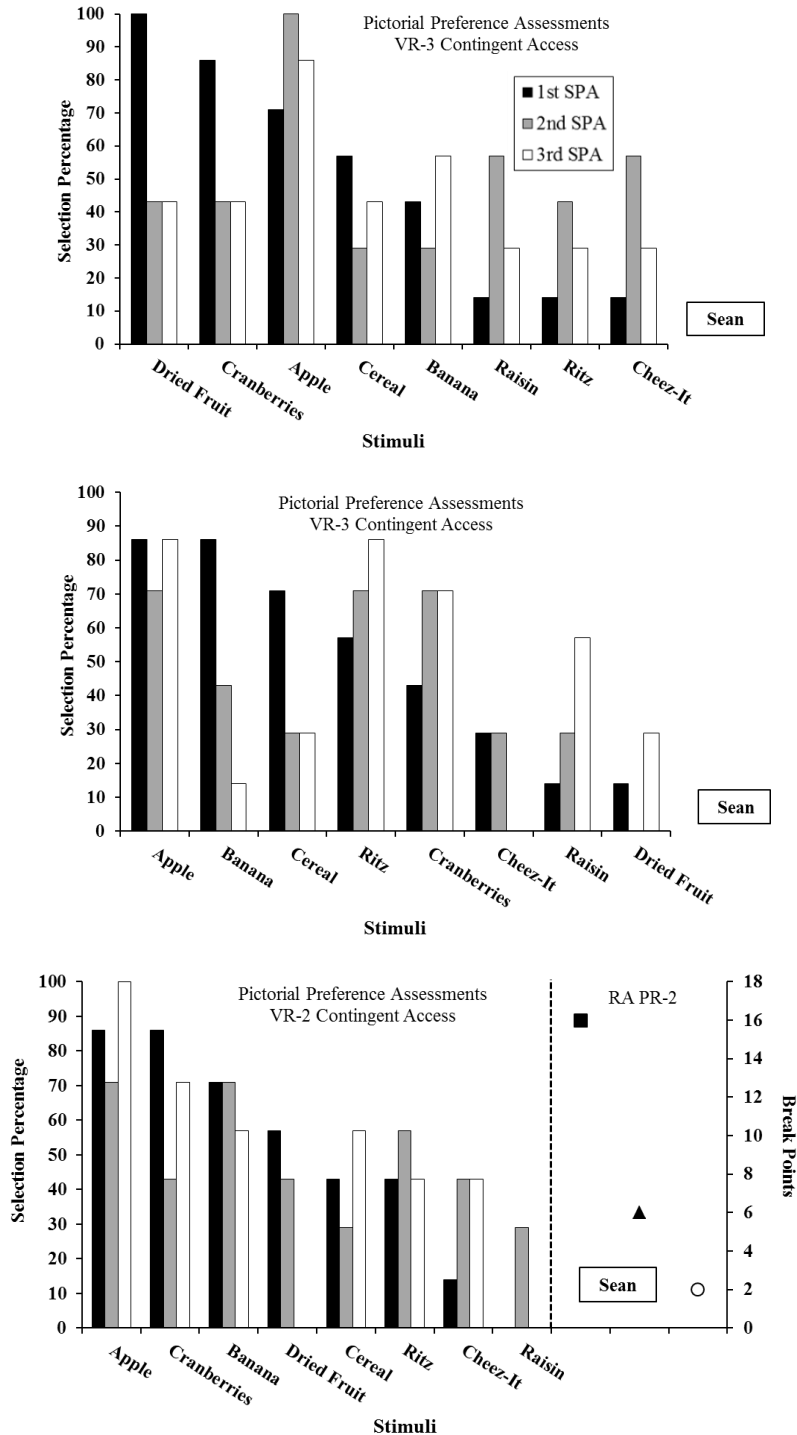 Pictorial Preference Assessments
VR-3 Contingent Access
1st SPA
2nd SPA
3rd SPA
Selection Percentage
100
90
80
70
60
50
40
30
20
10
0
Sean
Dried Fruit
Cranberries
Apple
Cereal
Banana
Raisin
Ritz
Cheez-It
Stimuli
Pictorial Preference Assessments
VR-3 Contingent Access
Selection Percentage
100
90
80
70
60
50
40
30
20
10
0
Sean
Apple
Banana
Cereal
Ritz
Cranberries
Cheez-It
Raisin
Dried Fruit
Stimuli
Pictorial Preference Assessments
VR-2 Contingent Access
RA PR-2
Selection Percentage
100
90
80
70
60
50
40
30
20
10
0
18
16
14
12
10
8
6
4
2
0
Break Points
Sean
Apple
Cranberries
Banana
Dried Fruit
Cereal
Ritz
Cheez-It
Raisin
Stimuli